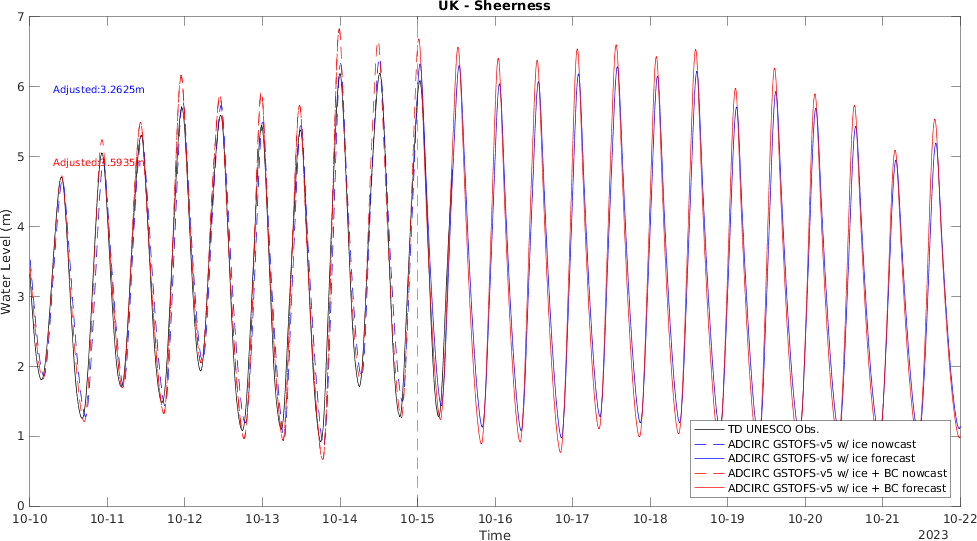 UK - Sheerness
7
6
5
4
3
2
1
0
Water Level (m)
Adjusted:3.2625m
Adjusted:3.5935m
TD UNESCO Obs.
ADCIRC GSTOFS-v5 w/ ice nowcast
ADCIRC GSTOFS-v5 w/ ice forecast
ADCIRC GSTOFS-v5 w/ ice + BC nowcast
ADCIRC GSTOFS-v5 w/ ice + BC forecast
10-10 10-11 10-12 10-13 10-14 10-15 10-16 10-17 10-18 10-19 10-20 10-21 10-22
Time
2023